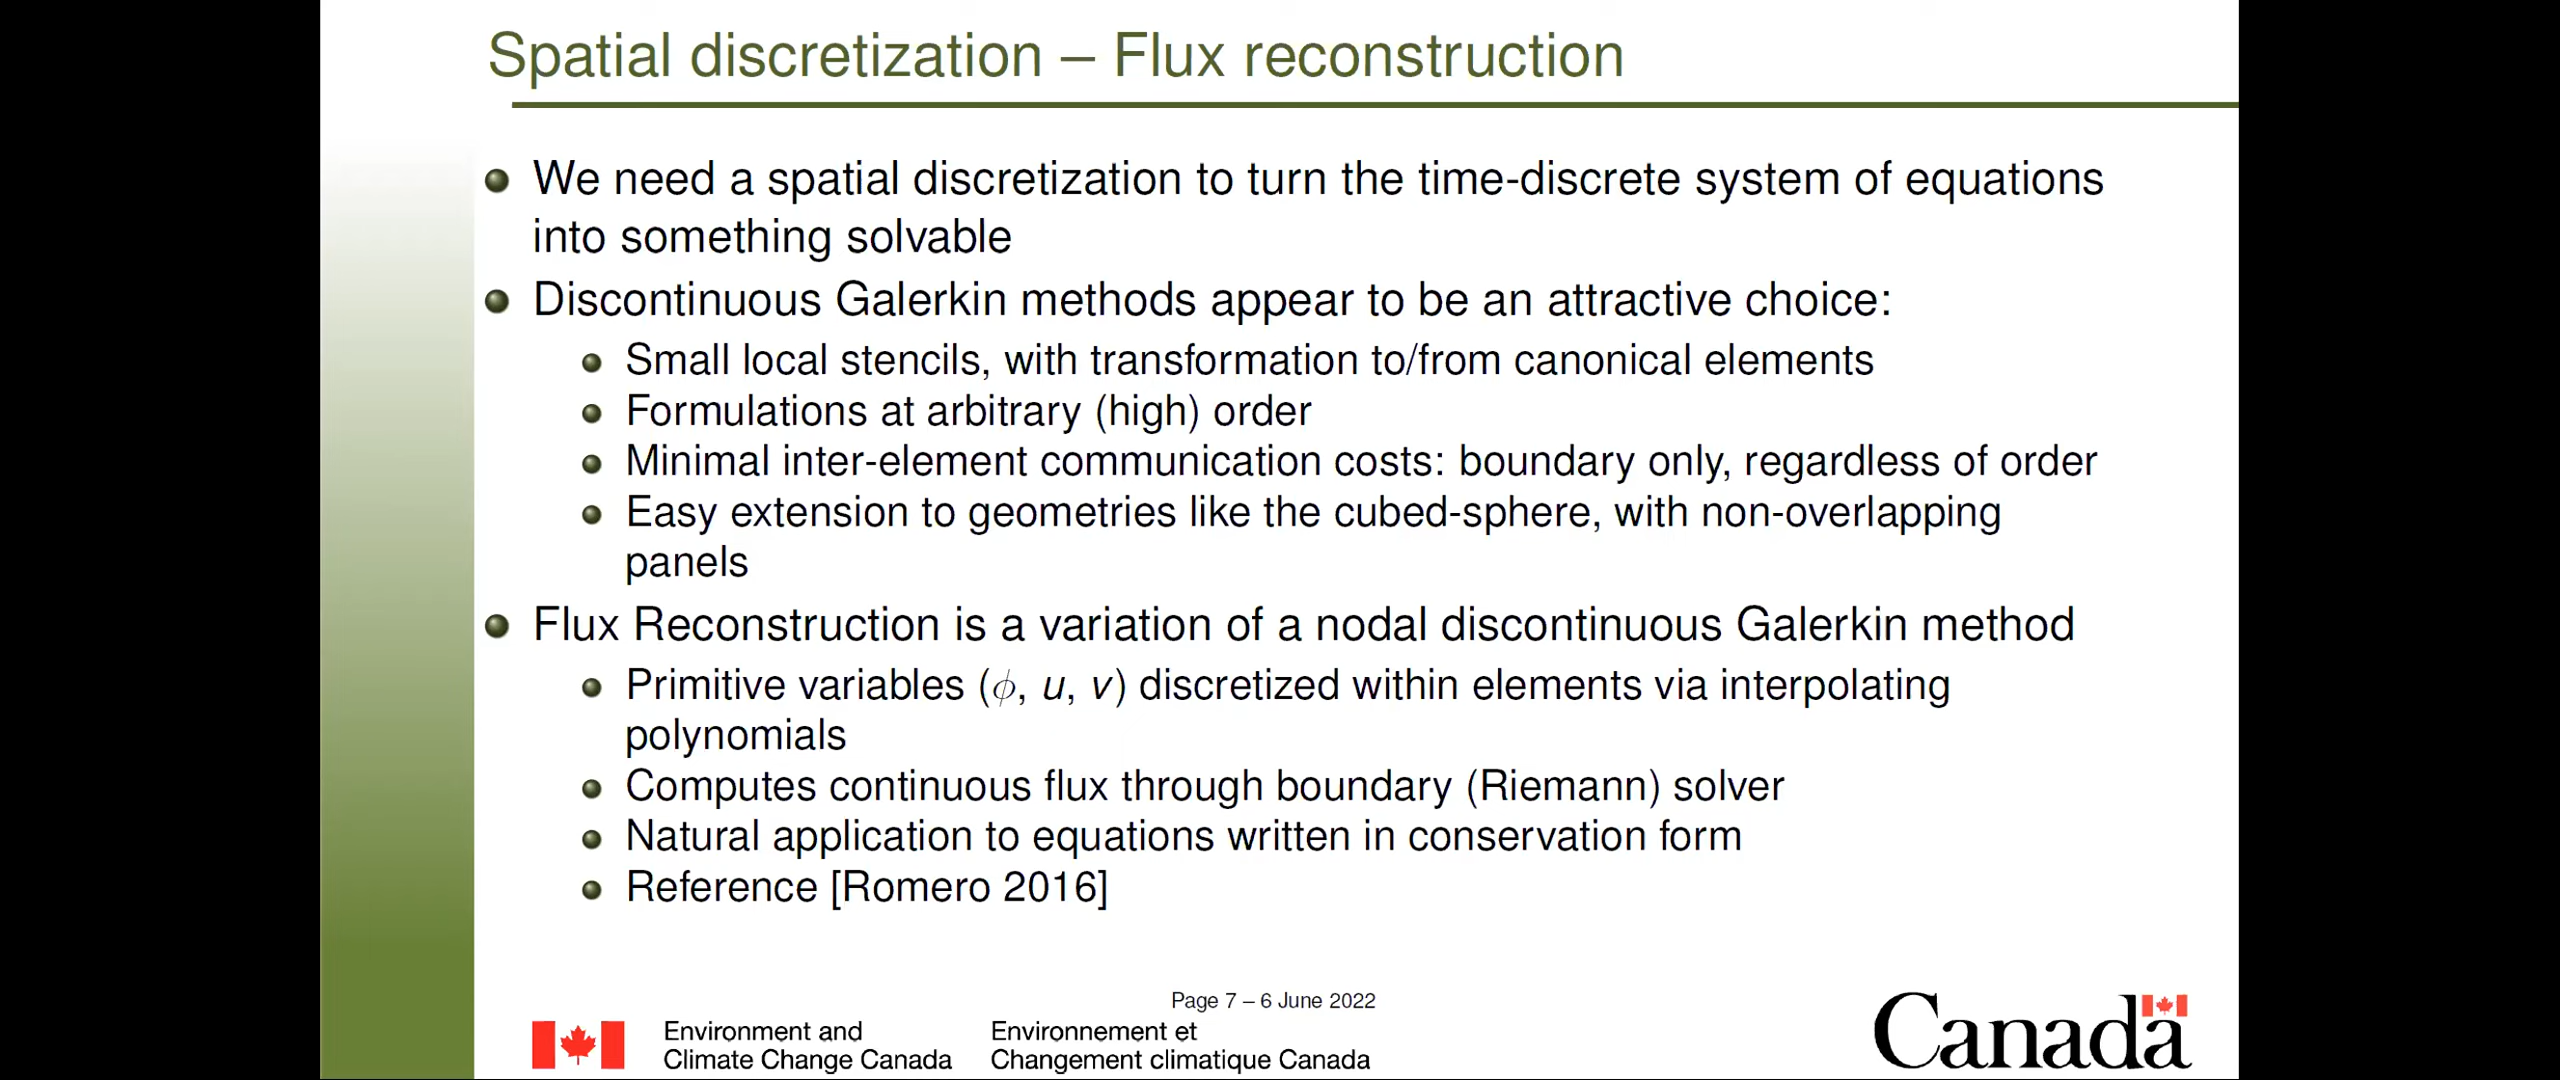 Spatial discretization – Flux reconstruction
We need a spatial discretization to turn the time-discrete system of equations
into something solvable
Discontinuous Galerkin methods appear to be an attractive choice:
Small local stencils, with transformation to/from canonical elements
Formulations at arbitrary (high) order
Minimal inter-element communication costs: boundary only, regardless of order
Easy extension to geometries like the cubed-sphere, with non-overlapping
panels
Flux Reconstruction is a variation of a nodal discontinuous Galerkin method
Primitive variables (ϕ, u, v) discretized within elements via interpolating
polynomials
Computes continuous flux through boundary (Riemann) solver
Natural application to equations written in conservation form
Reference [Romero 2016]
Page 7 – 6 June 2022
Environment and
Climate Change Canada
Environnement et
Changement climatique Canada
Canada